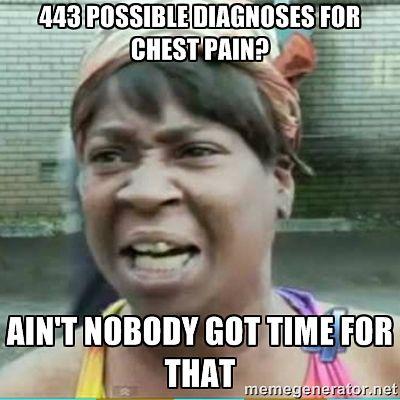 443 POSSIBLE DIAGNOSES FOR
CHEST PAIN?
AIN'T NOBODY GOT TIME FOR
THAT
memegenerator.net